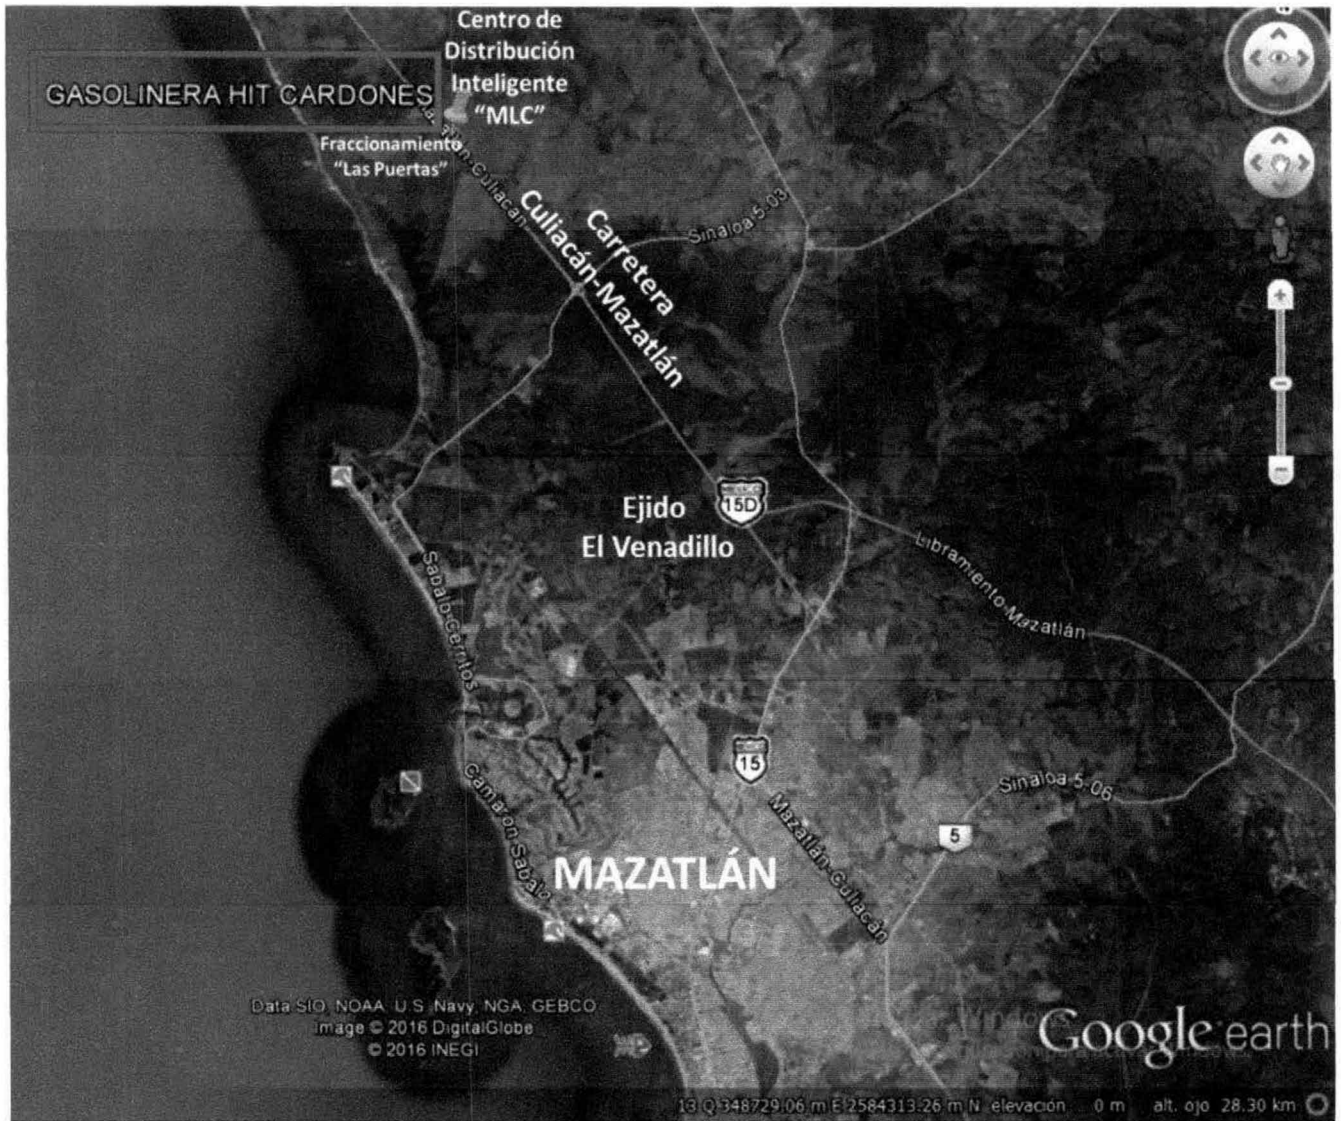 Centro de
Distribución
Inteligente
"MLC"
GASOLINERA HIT CARDONES
Fraccionamiento
"Las Puertas"
Culiacán
Carretera
Culiacán-Mazatlán
Sinaloa 5-03
MEXICO
15D
Ejido
El Venadillo
Libramiento Mazatlán
Sabalo Cerritos
15
Sinaloa 5-06
5
Camaron Sabalo
Mazatlán-Culiacán
MAZATLÁN
Data SIO, NOAA, U.S. Navy, NGA, GEBCO
Image © 2016 DigitalGlobe
© 2016 INEGI
Google earth
13 Q 348729.06 m E 2584313.26 m N elevación 0 m alt. ojo 28.30 km